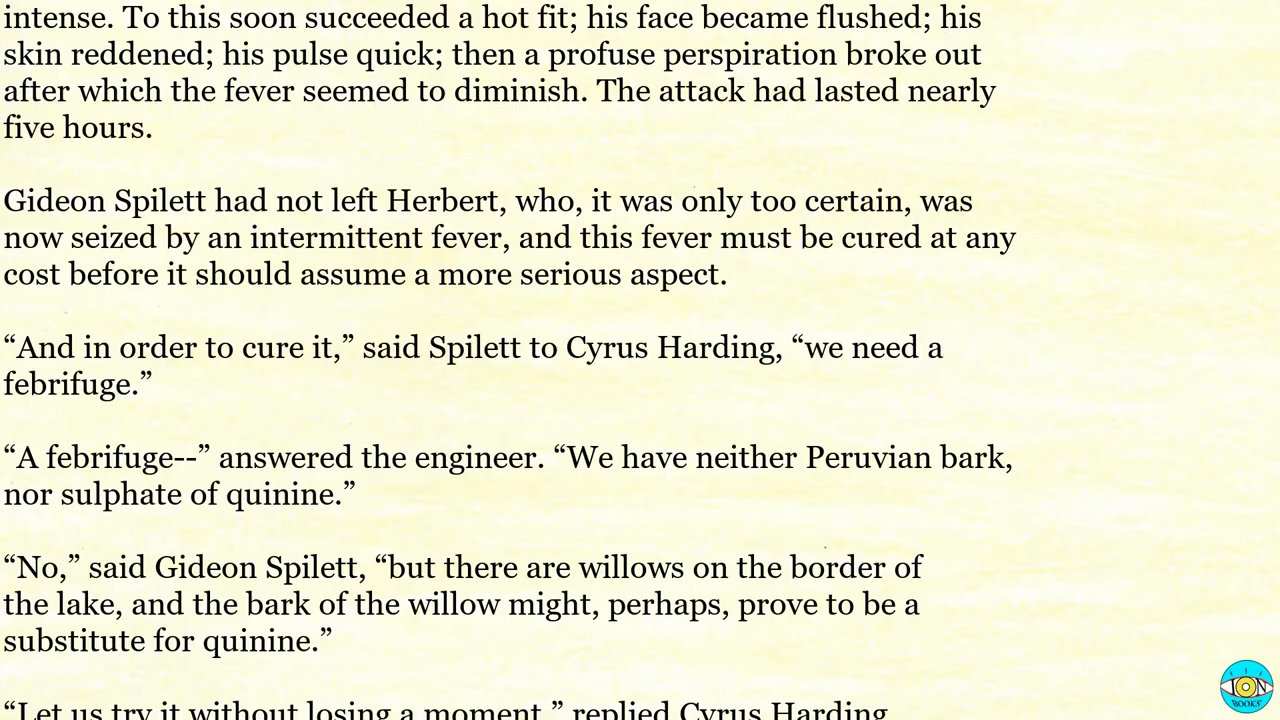 intense. To this soon succeeded a hot fit; his face became flushed; his
skin reddened; his pulse quick; then a profuse perspiration broke out
after which the fever seemed to diminish. The attack had lasted nearly
five hours.
Gideon Spilett had not left Herbert, who, it was only too certain, was
now seized by an intermittent fever, and this fever must be cured at any
cost before it should assume a more serious aspect.
“And in order to cure it,” said Spilett to Cyrus Harding, “we need a
febrifuge.”
“A febrifuge--” answered the engineer. “We have neither Peruvian bark,
nor sulphate of quinine.”
“No,” said Gideon Spilett, “but there are willows on the border of
the lake, and the bark of the willow might, perhaps, prove to be a
substitute for quinine.”
“Let us try it without losing a moment,” replied Cyrus Harding.
ION
BOOKS